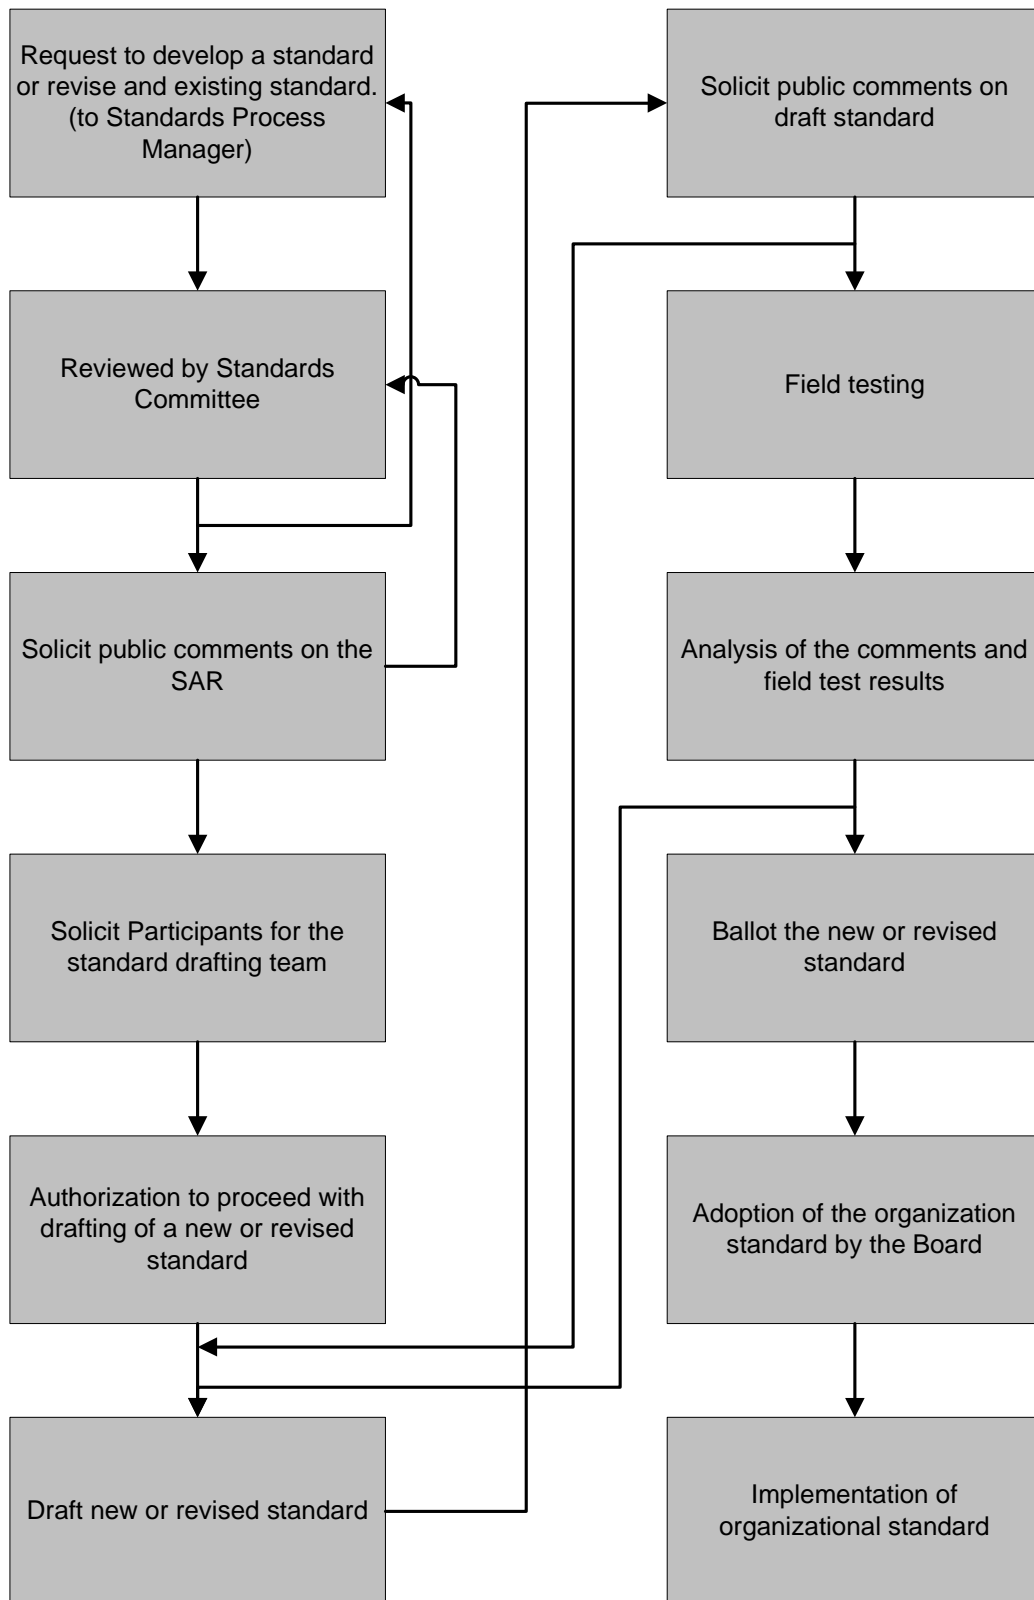 Request to develop a standard
or revise and existing standard.
(to Standards Process
Manager)
Reviewed by Standards
Committee
Solicit public comments on the
SAR
Solicit Participants for the
standard drafting team
Authorization to proceed with
drafting of a new or revised
standard
Draft new or revised standard
Solicit public comments on
draft standard
Field testing
Analysis of the comments and
field test results
Ballot the new or revised
standard
Adoption of the organization
standard by the Board
Implementation of
organizational standard